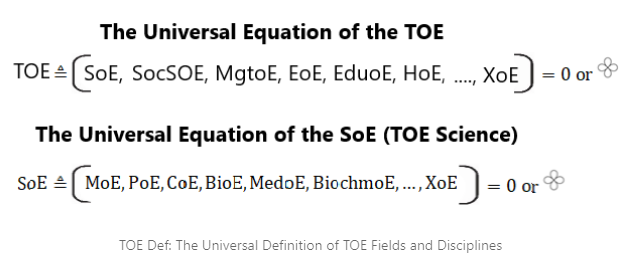 The Universal Equation of the TOE
TOE ≜ (SoE, SocSOE, MgtoE, EoE, EduoE, HoE, ...., XoE) = 0 or ⌘
The Universal Equation of the SoE (TOE Science)
SoE ≜ (MoE, PoE, CoE, BioE, MedoE, BiochmoE, ..., XoE) = 0 or ⌘
TOE Def: The Universal Definition of TOE Fields and Disciplines